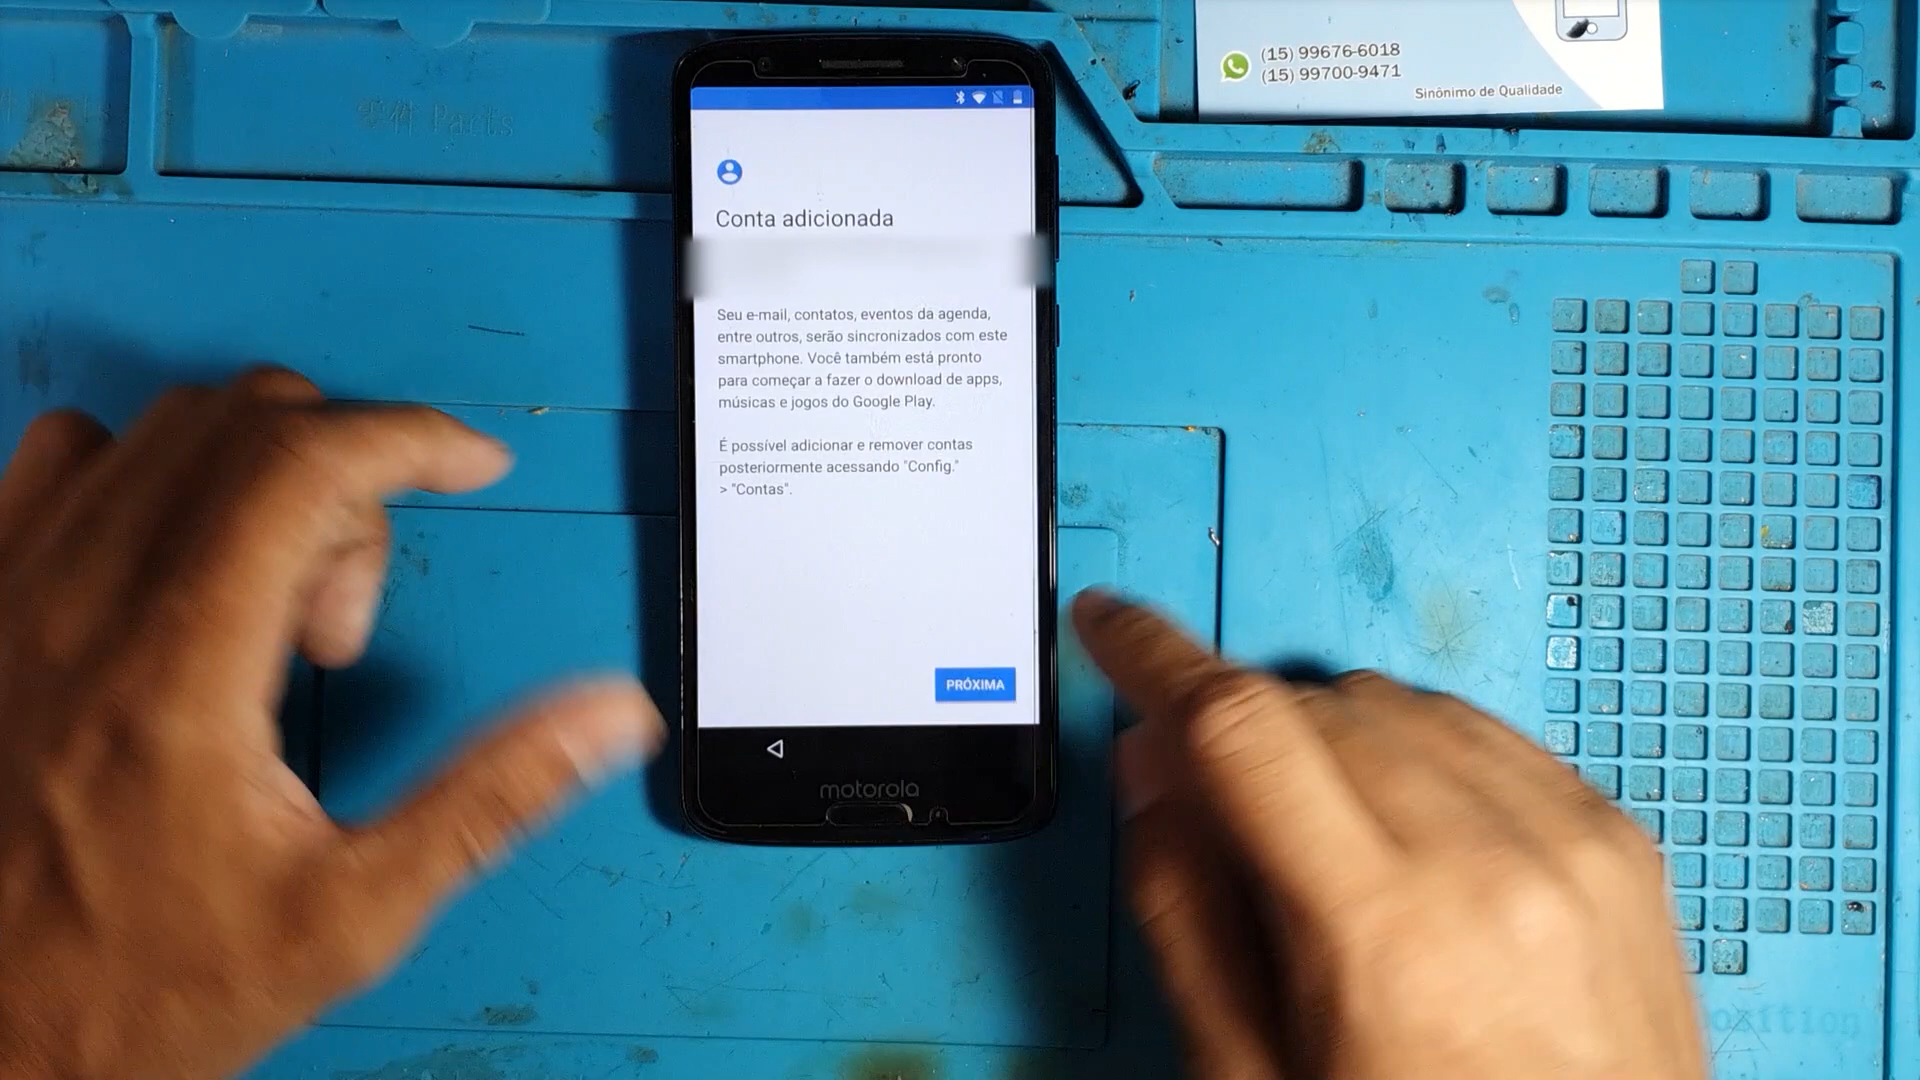 (15) 99676-6018
(15) 99700-9471
Sinônimo de Qualidade
Parts
Conta adicionada
Seu e-mail, contatos, eventos da agenda,
entre outros, serão sincronizados com este
smartphone. Você também está pronto
para começar a fazer o download de apps,
músicas e jogos do Google Play.
É possível adicionar e remover contas
posteriormente acessando "Config."
> "Contas".
PRÓXIMA
motorola